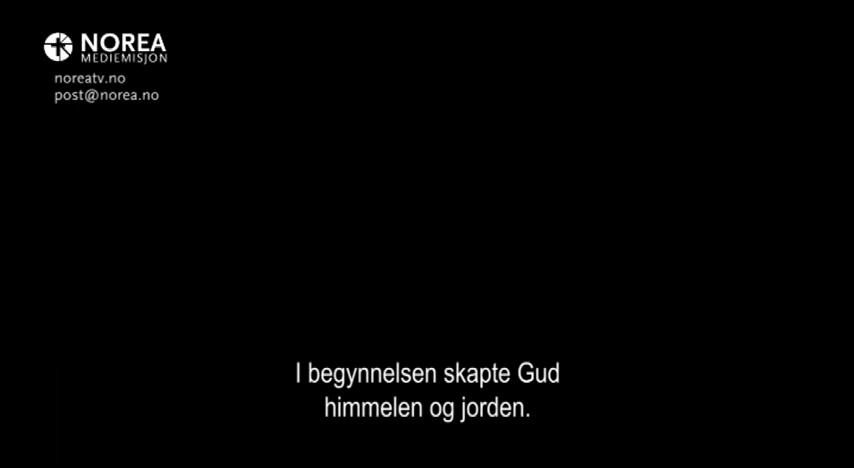 NOREA
MEDIEMISJON
noreatv.no
post@norea.no
I begynnelsen skapte Gud
himmelen og jorden.